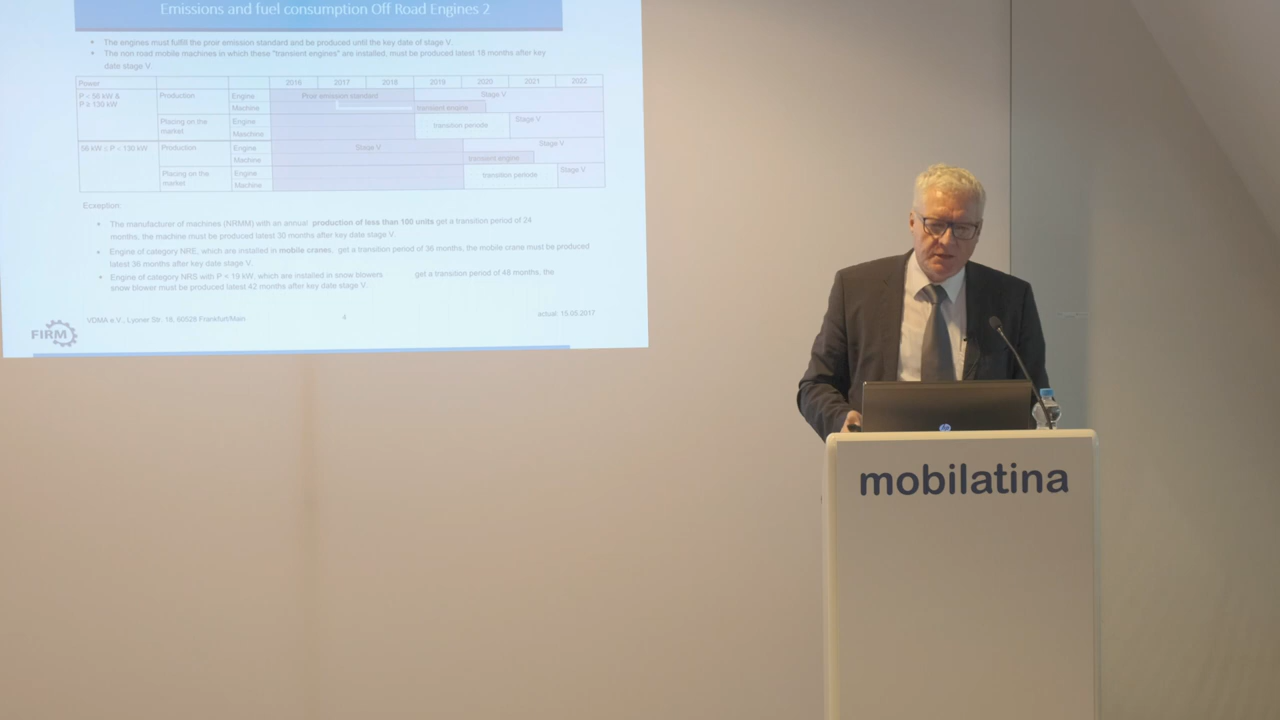 Emissions and fuel consumption Off Road Engines 2
• The engines must fulfill the proir emission standard and be produced until the key date of stage V.
• The non road mobile machines in which these "transient engines" are installed, must be produced latest 18 months after key
date stage V.
Power 2016 2017 2018 2019 2020 2021 2022
P < 56 kW &
P ≥ 130 kW
Production Engine Prior emission standard Stage V
Machine transient engine
Placing on the
market
Engine transition periode Stage V
Maschine
56 kW ≤ P < 130 kW Production Engine Stage V Stage V
Machine transient engine
Placing on the
market
Engine transition periode Stage V
Machine
Eception:
• The manufacturer of machines (NRMM) with an annual production of less than 100 units get a transition period of 24
months, the machine must be produced latest 30 months after key date stage V.
• Engine of category NRE, which are installed in mobile cranes, get a transition period of 36 months, the mobile crane must be produced
latest 36 months after key date stage V.
• Engine of category NRS with P < 19 kW, which are installed in snow blowers get a transition period of 48 months, the
snow blower must be produced latest 42 months after key date stage V.
FIRM
VDMA e.V., Lyoner Str. 18, 60528 Frankfurt/Main
4
actual: 15.05.2017
hp
mobilatina